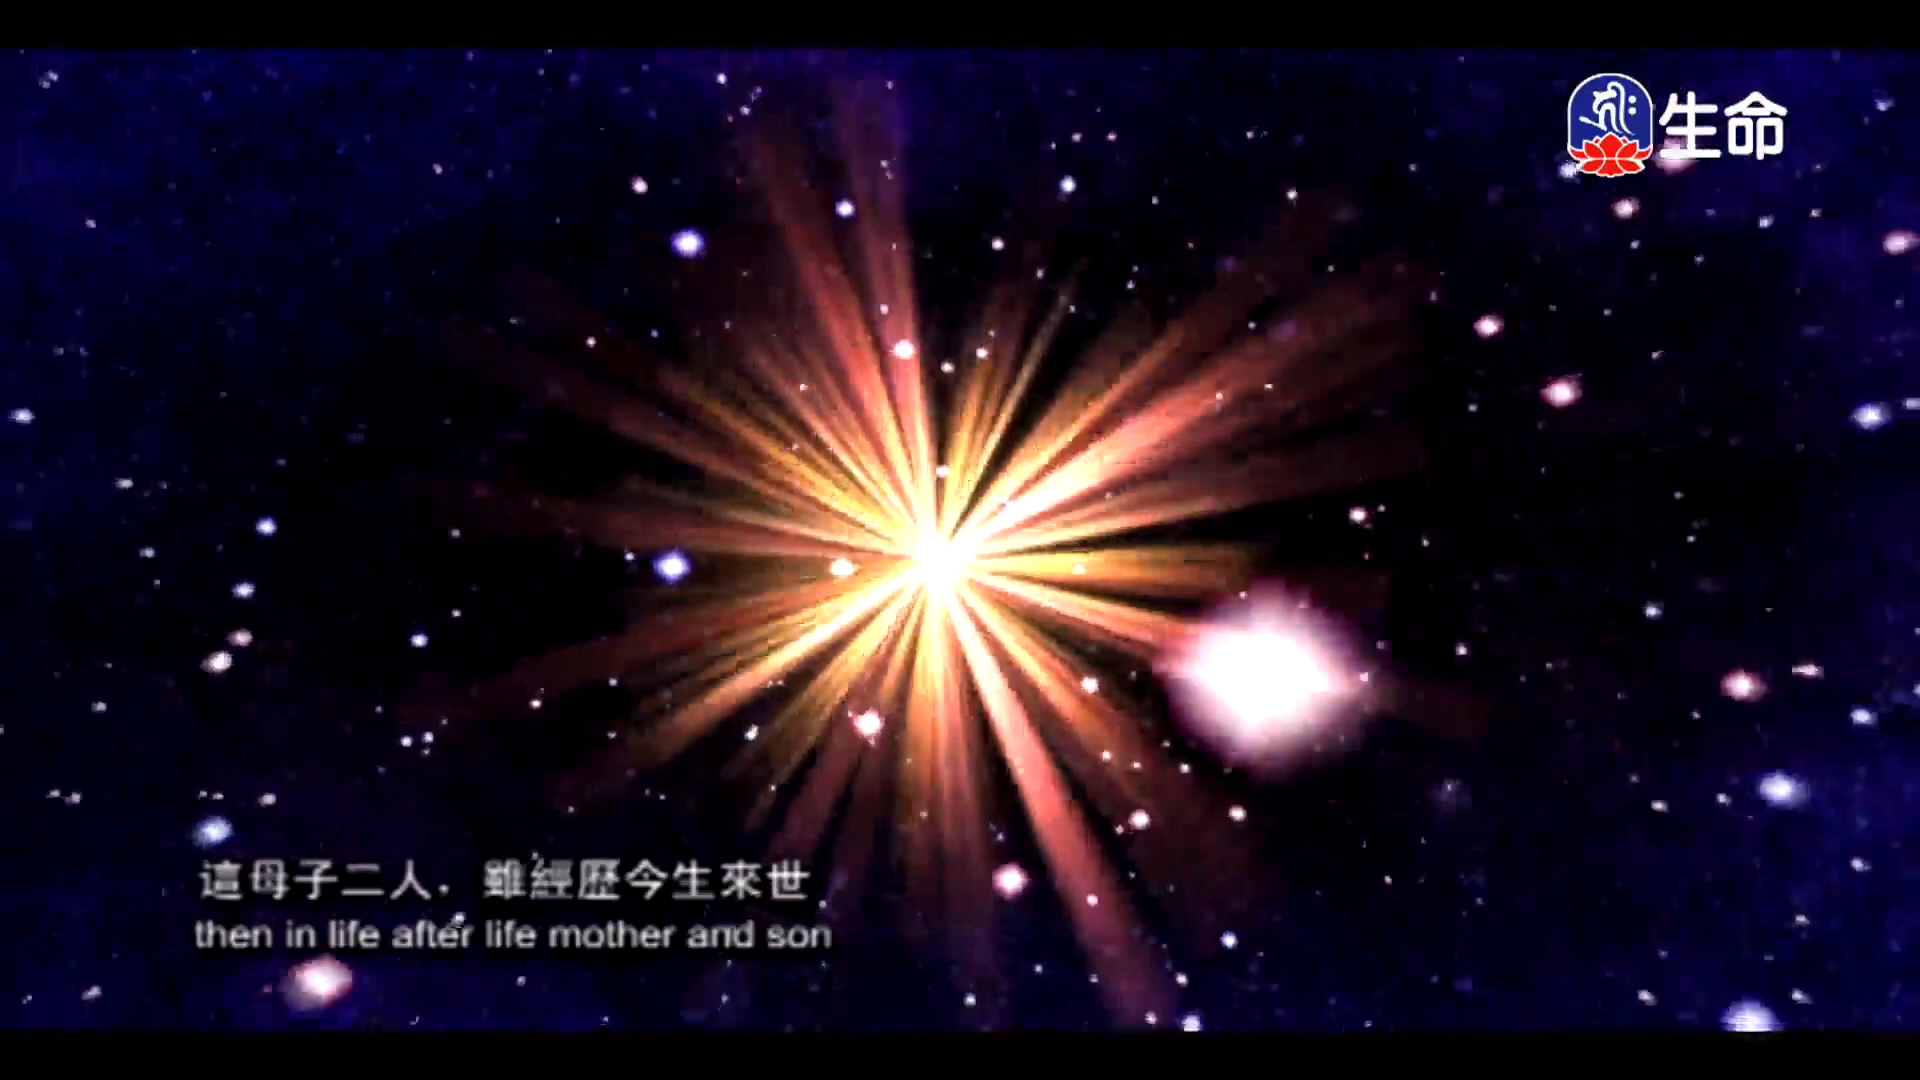 生命
這母子二人，雖經歷今生來世
then in life after life mother and son